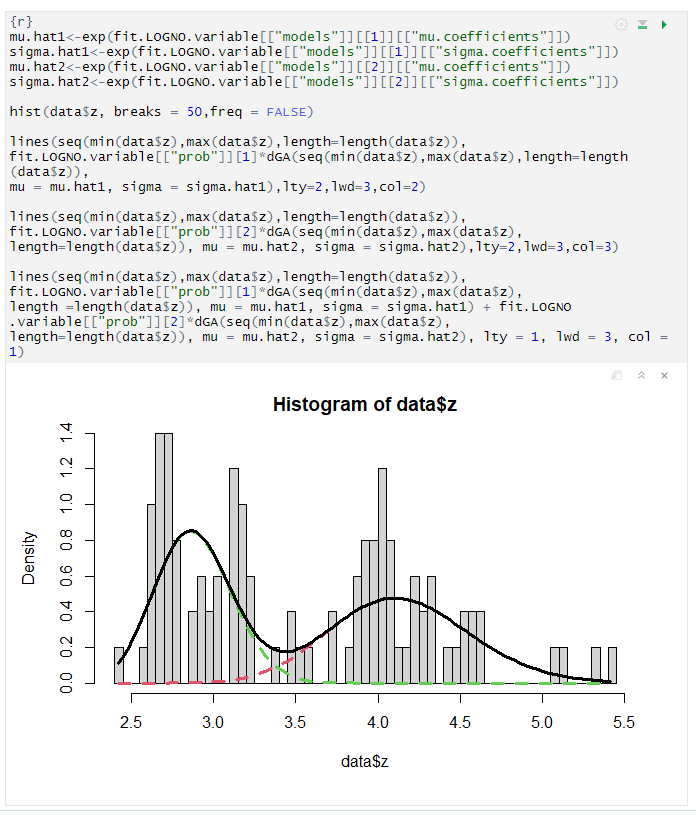 {r}
mu.hat1<-exp(fit.LOGNO.variable[["models"]][[1]][["mu.coefficients"]])
sigma.hat1<-exp(fit.LOGNO.variable[["models"]][[1]][["sigma.coefficients"]])
mu.hat2<-exp(fit.LOGNO.variable[["models"]][[2]][["mu.coefficients"]])
sigma.hat2<-exp(fit.LOGNO.variable[["models"]][[2]][["sigma.coefficients"]])
hist(data$z, breaks = 50,freq = FALSE)
lines(seq(min(data$z),max(data$z),length=length(data$z)),
fit.LOGNO.variable[["prob"]][1]*dGA(seq(min(data$z),max(data$z),length=length
(data$z)),
mu = mu.hat1, sigma = sigma.hat1),lty=2,lwd=3,col=2)
lines(seq(min(data$z),max(data$z),length=length(data$z)),
fit.LOGNO.variable[["prob"]][2]*dGA(seq(min(data$z),max(data$z),
length=length(data$z)), mu = mu.hat2, sigma = sigma.hat2),lty=2,lwd=3,col=3)
lines(seq(min(data$z),max(data$z),length=length(data$z)),
fit.LOGNO.variable[["prob"]][1]*dGA(seq(min(data$z),max(data$z),
length =length(data$z)), mu = mu.hat1, sigma = sigma.hat1) + fit.LOGNO
.variable[["prob"]][2]*dGA(seq(min(data$z),max(data$z),
length=length(data$z)), mu = mu.hat2, sigma = sigma.hat2), lty = 1, lwd = 3, col =
1)
Histogram of data$z
Density
1.4
1.2
1.0
0.8
0.6
0.4
0.2
0.0
2.5 3.0 3.5 4.0 4.5 5.0 5.5
data$z